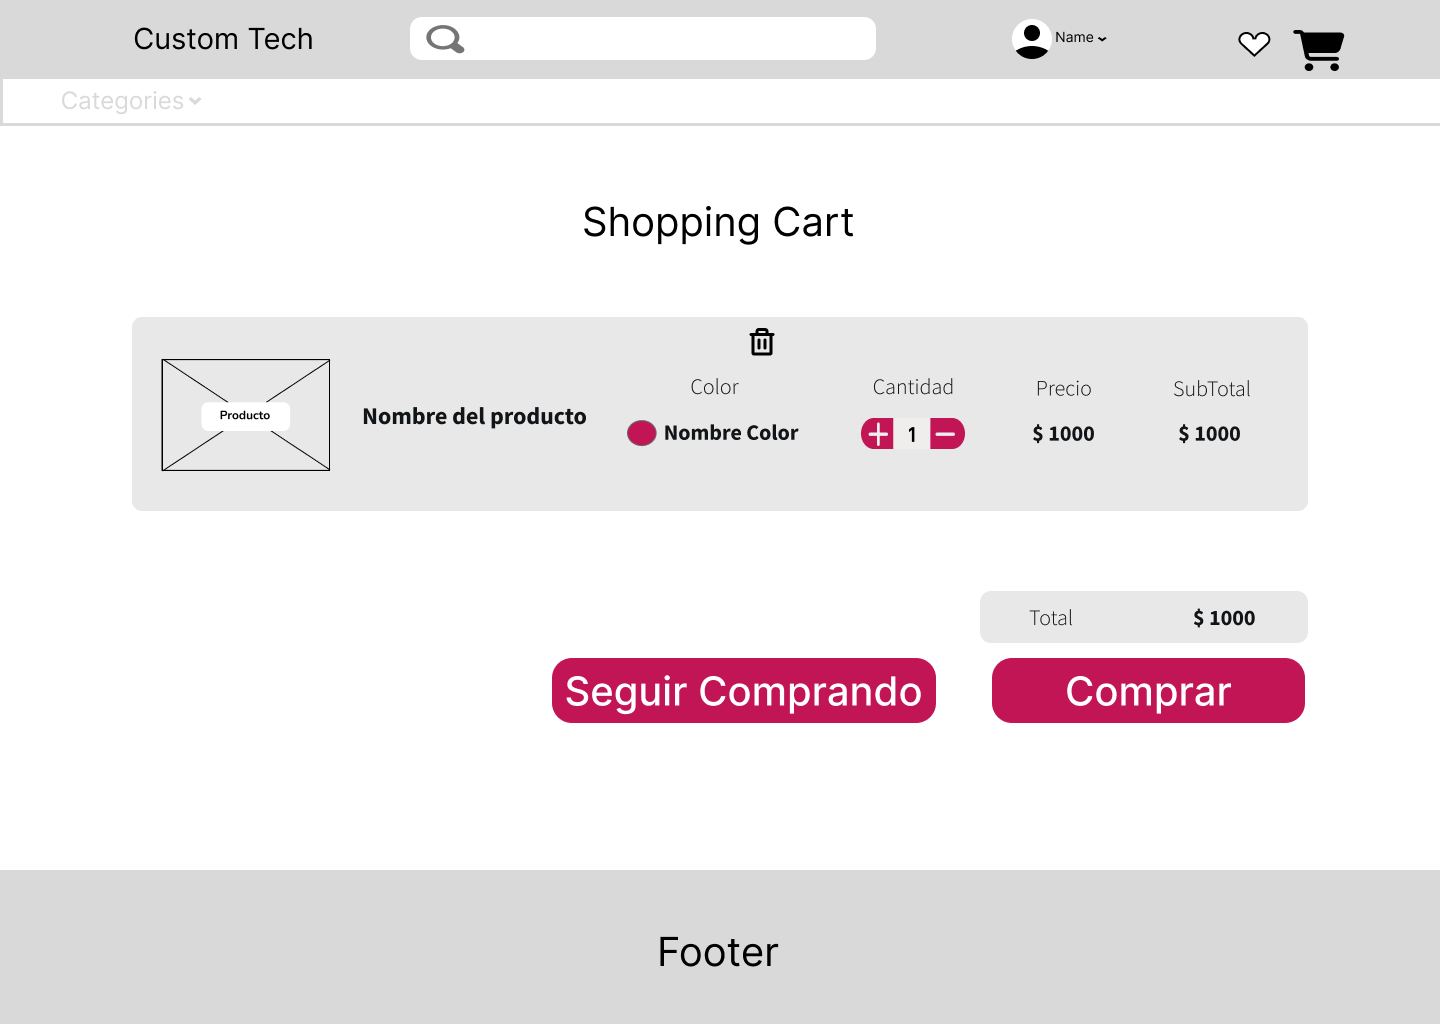 Custom Tech
Name
Categories
Shopping Cart
Color Cantidad Precio SubTotal
Producto
Nombre del producto
Nombre Color 1 $ 1000 $ 1000
Total $ 1000
Seguir Comprando Comprar
Footer